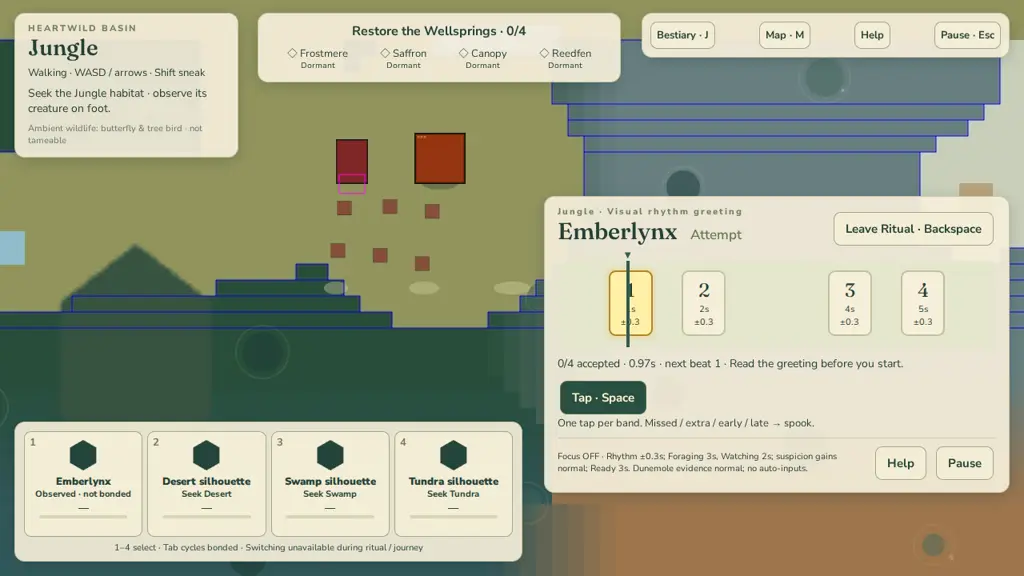 HEARTWILD BASIN
Jungle
Walking · WASD / arrows · Shift sneak
Seek the Jungle habitat · observe its
creature on foot.
Ambient wildlife: butterfly & tree bird · not
tameable
Restore the Wellsprings · 0/4
◇ Frostmere
Dormant
◇ Saffron
Dormant
◇ Canopy
Dormant
◇ Reedfen
Dormant
Bestiary · J
Map · M
Help
Pause · Esc
Jungle · Visual rhythm greeting
Emberlynx Attempt
Leave Ritual · Backspace
1
±0.3
2
2s
±0.3
3
4s
±0.3
4
5s
±0.3
0/4 accepted · 0.97s · next beat 1 · Read the greeting before you start.
Tap · Space
One tap per band. Missed / extra / early / late → spook.
Focus OFF · Rhythm ±0.3s; Foraging 3s, Watching 2s; suspicion gains
normal; Ready 3s. Dunemole evidence normal; no auto-inputs.
Help
Pause
1
Emberlynx
Observed · not bonded
—
2
Desert silhouette
Seek Desert
—
3
Swamp silhouette
Seek Swamp
—
4
Tundra silhouette
Seek Tundra
—
1–4 select · Tab cycles bonded · Switching unavailable during ritual / journey